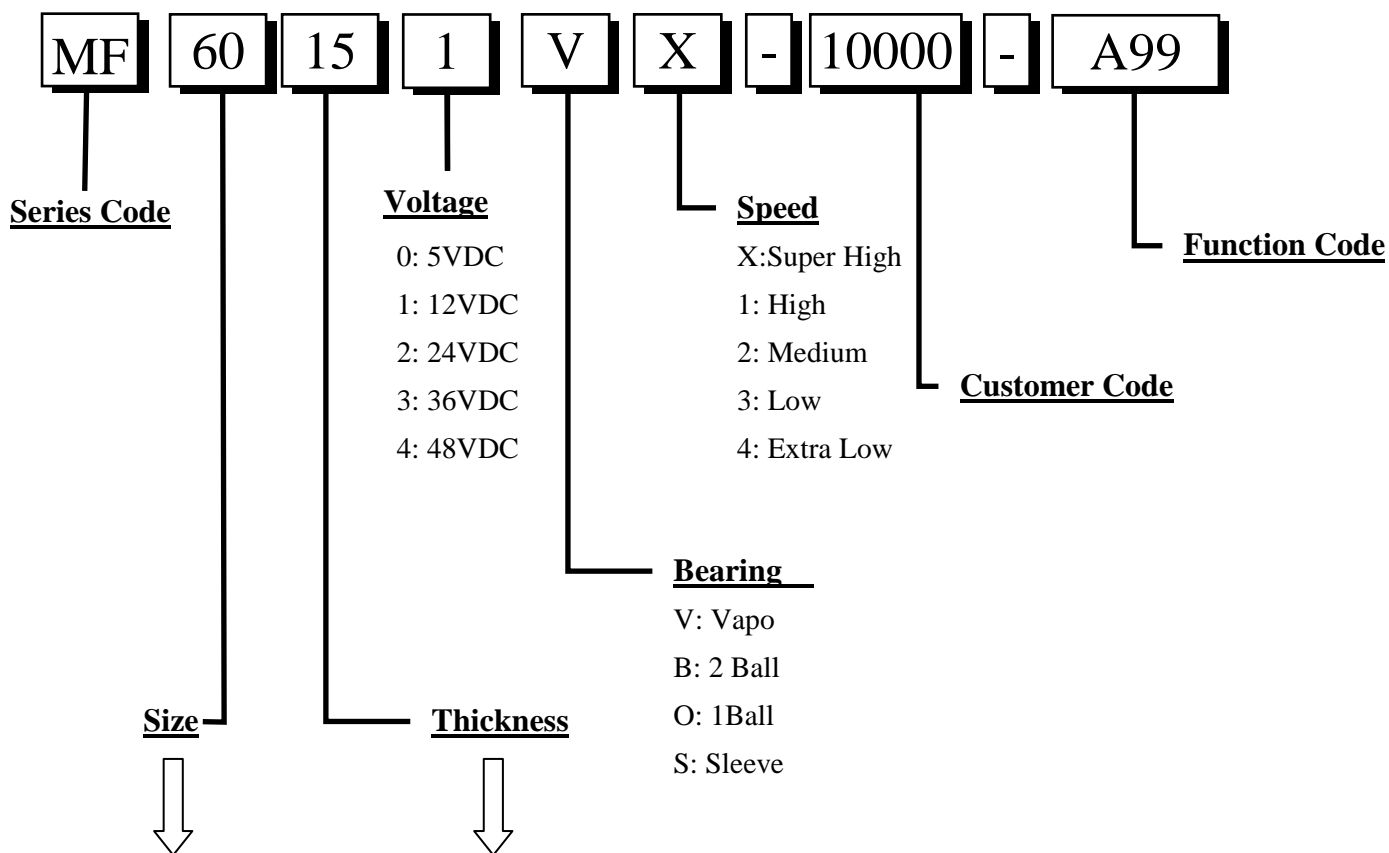 MF 60 15 1 V X - 10000 - A99
Series Code
Voltage
0: 5VDC
1: 12VDC
2: 24VDC
3: 36VDC
4: 48VDC
Speed
X:Super High
1: High
2: Medium
3: Low
4: Extra Low
Function Code
Customer Code
Bearing
V: Vapo
B: 2 Ball
O: 1Ball
S: Sleeve
Size
Thickness